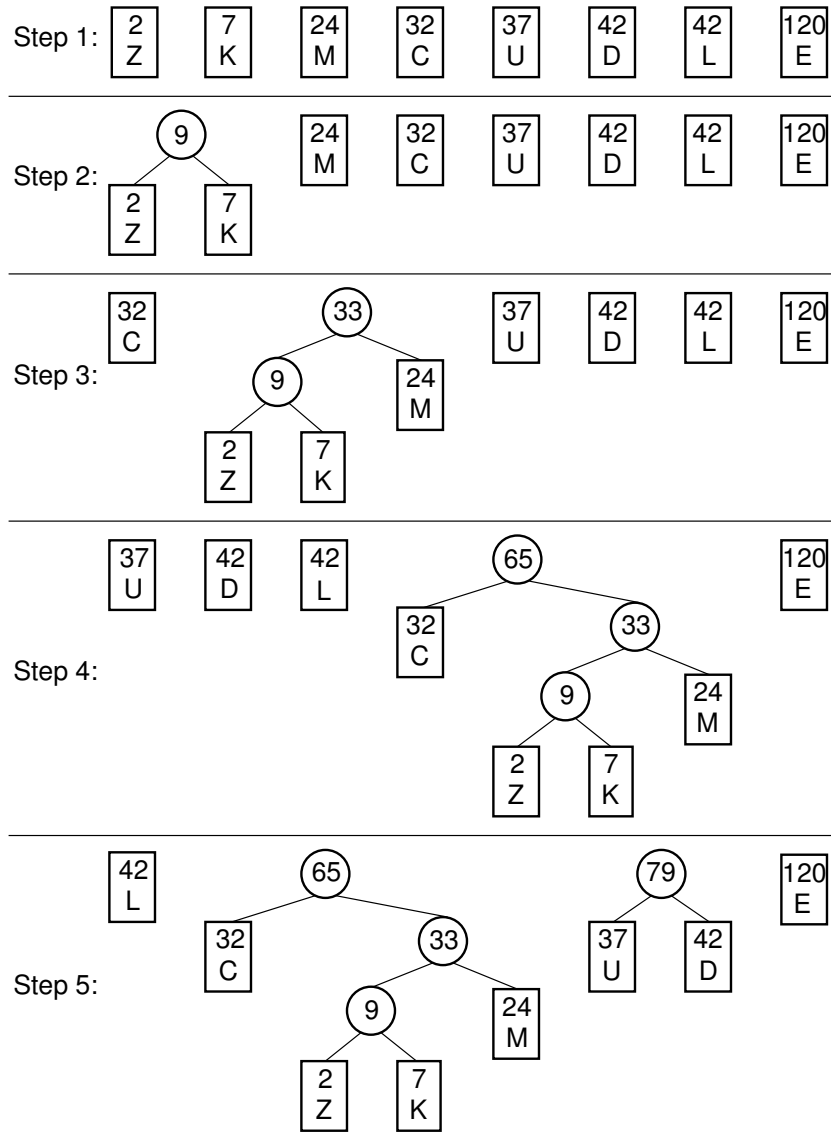 Step 1: 2 7 24 32 37 42 42 120
Z K M C U D L E
9 24 32 37 42 42 120
M C U D L E
Step 2:
2 7
Z K
32 33 37 42 42 120
C U D L E
Step 3: 9 24
M
2 7
Z K
37 42 42 65 120
U D L E
32 33
C
Step 4: 9 24
M
2 7
Z K
42 65 79 120
L E
32 33 37 42
C U D
Step 5: 9 24
M
2 7
Z K